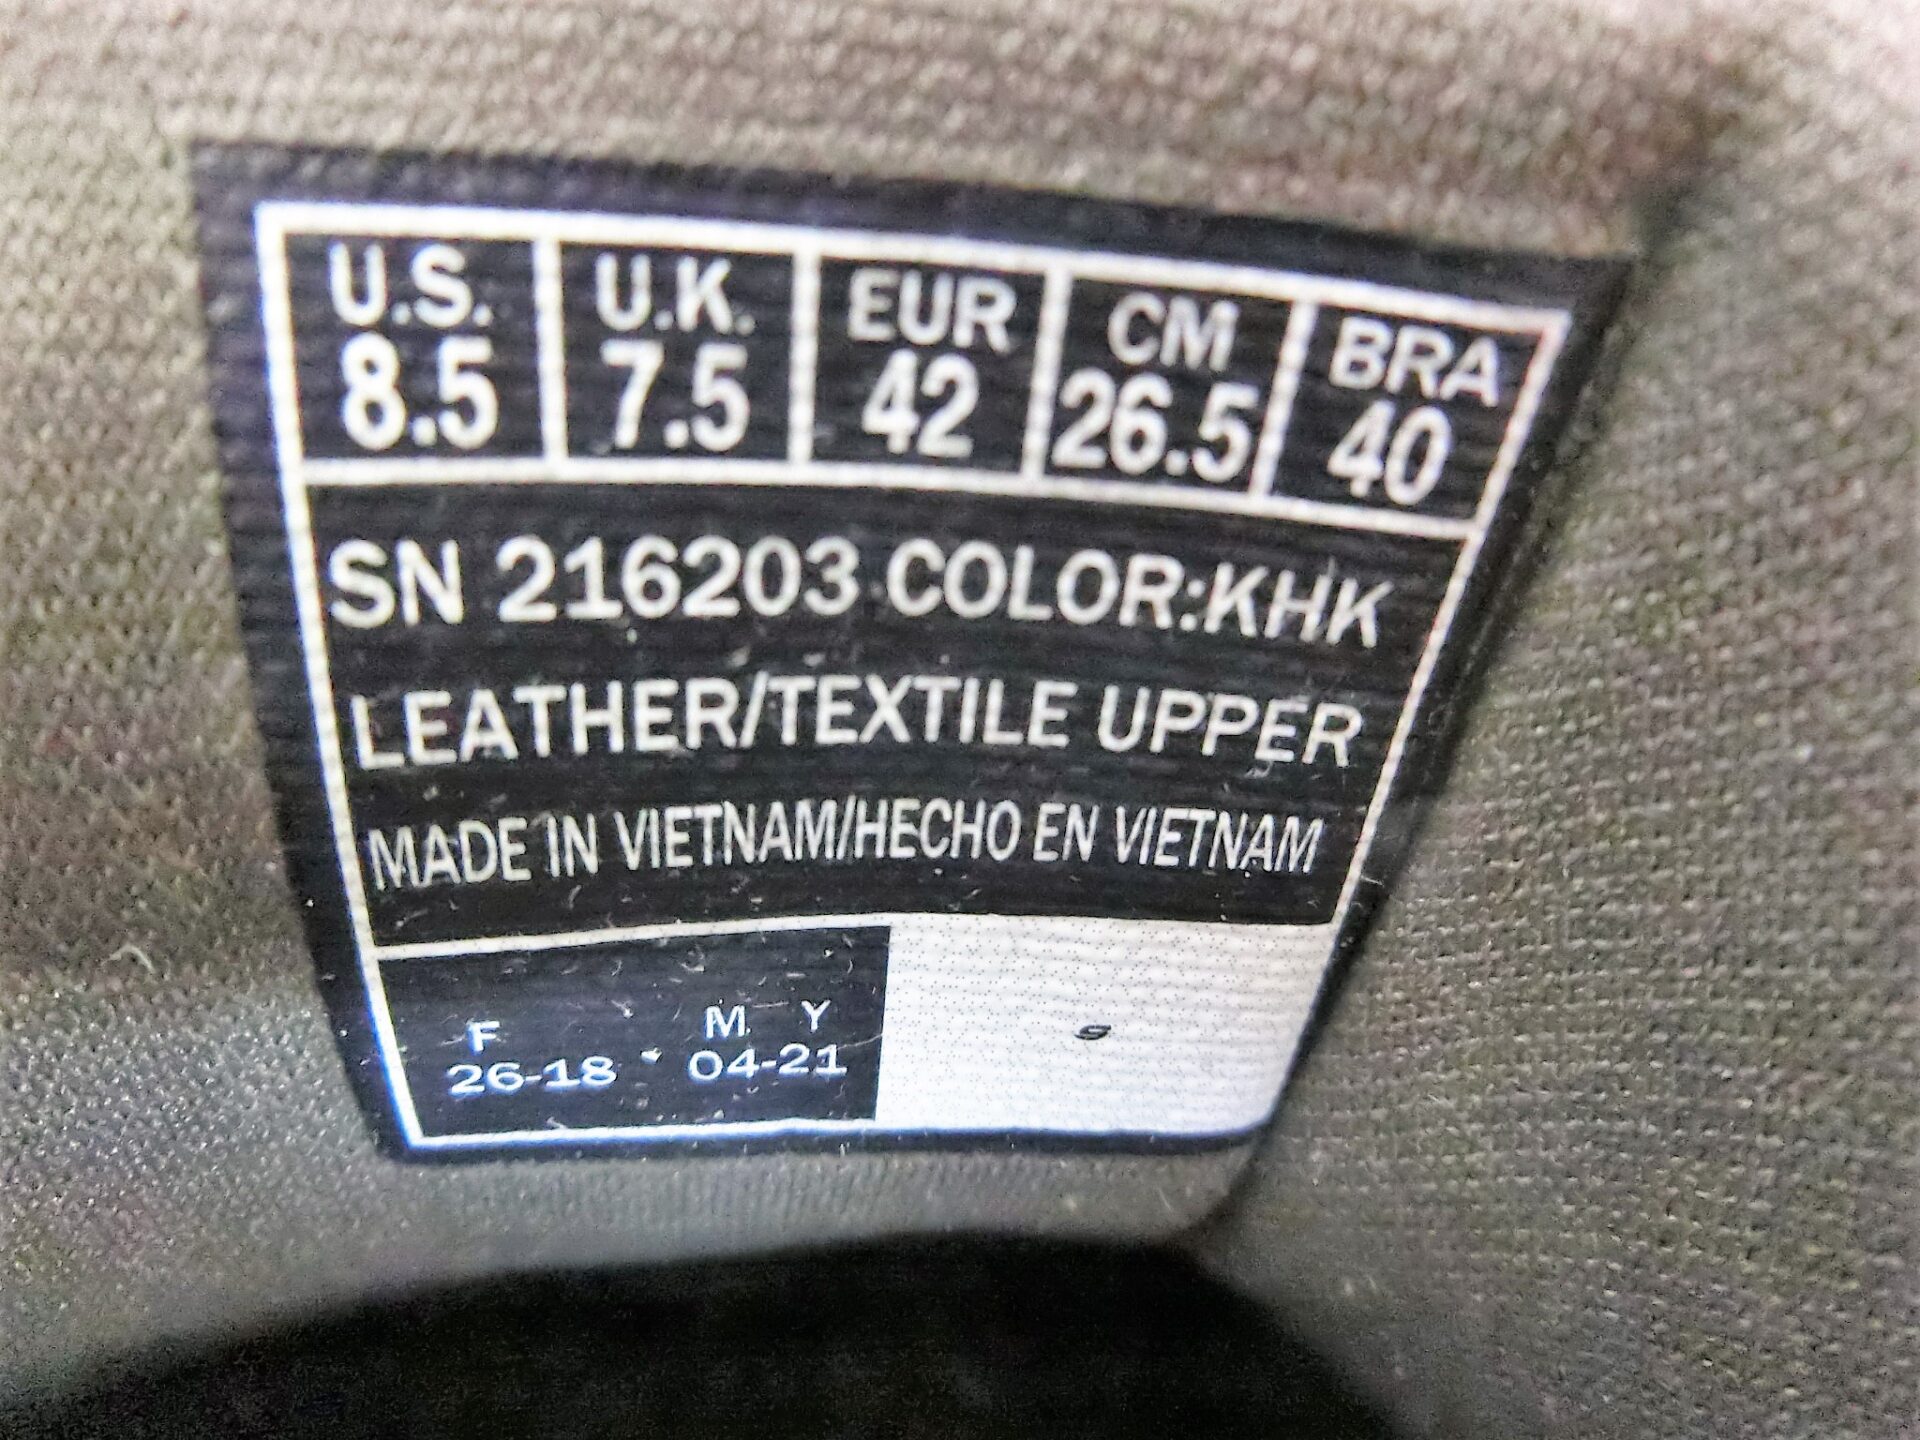 U.S. U.K. EUR CM BRA
8.5 7.5 42 26.5 40
SN 216203 COLOR:KHK
LEATHER/TEXTILE UPPER
MADE IN VIETNAM/HECHO EN VIETNAM
F M Y
26-18 04-21
S